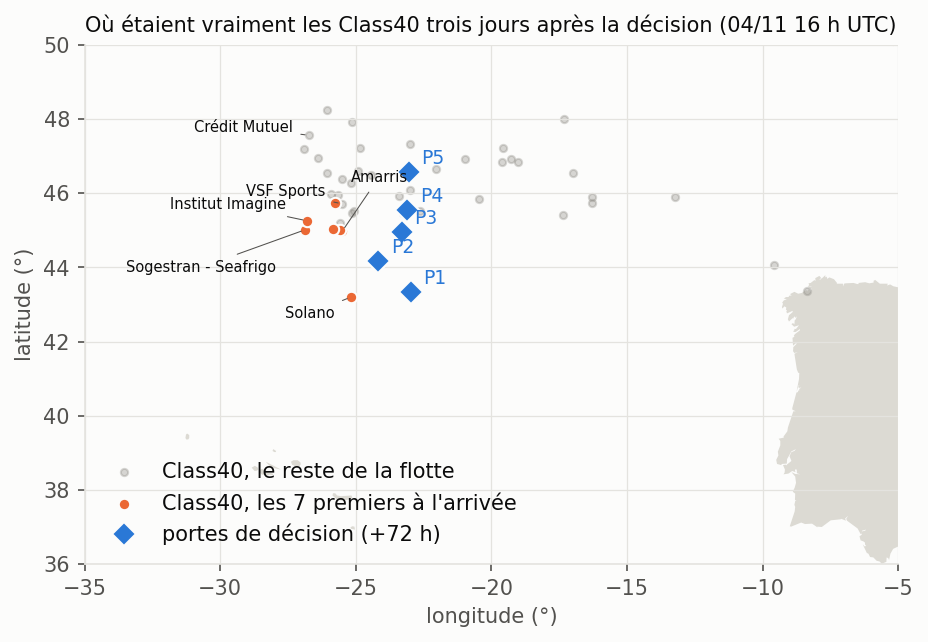 Où étaient vraiment les Class40 trois jours après la décision (04/11 16 h UTC)
50
48
46
44
42
40
38
36
latitude (°)
Crédit Mutuel
P5
Amarris
VSF Sports
P4
Institut Imagine
P3
P2
Sogestran - Seafrigo
P1
Solano
Class40, le reste de la flotte
Class40, les 7 premiers à l'arrivée
portes de décision (+72 h)
−35
−30
−25
−20
−15
−10
−5
longitude (°)